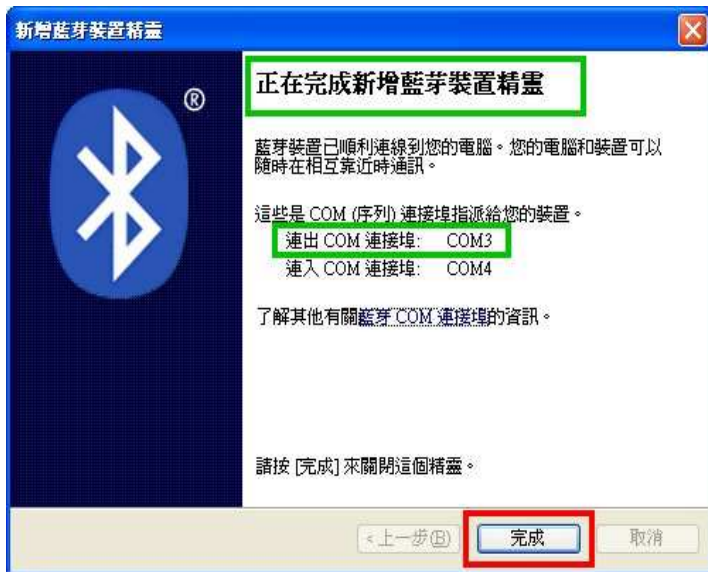 新增藍芽裝置精靈
®
正在完成新增藍芽裝置精靈
藍芽裝置已順利連線到您的電腦。您的電腦和裝置可以
隨時在相互靠近時通訊。
這些是 COM (序列) 連接埠指派給您的裝置。
連出 COM 連接埠: COM3
連入 COM 連接埠: COM4
了解其他有關藍芽 COM 連接埠的資訊。
請按 [完成] 來關閉這個精靈。
<上一步(B) 完成 取消